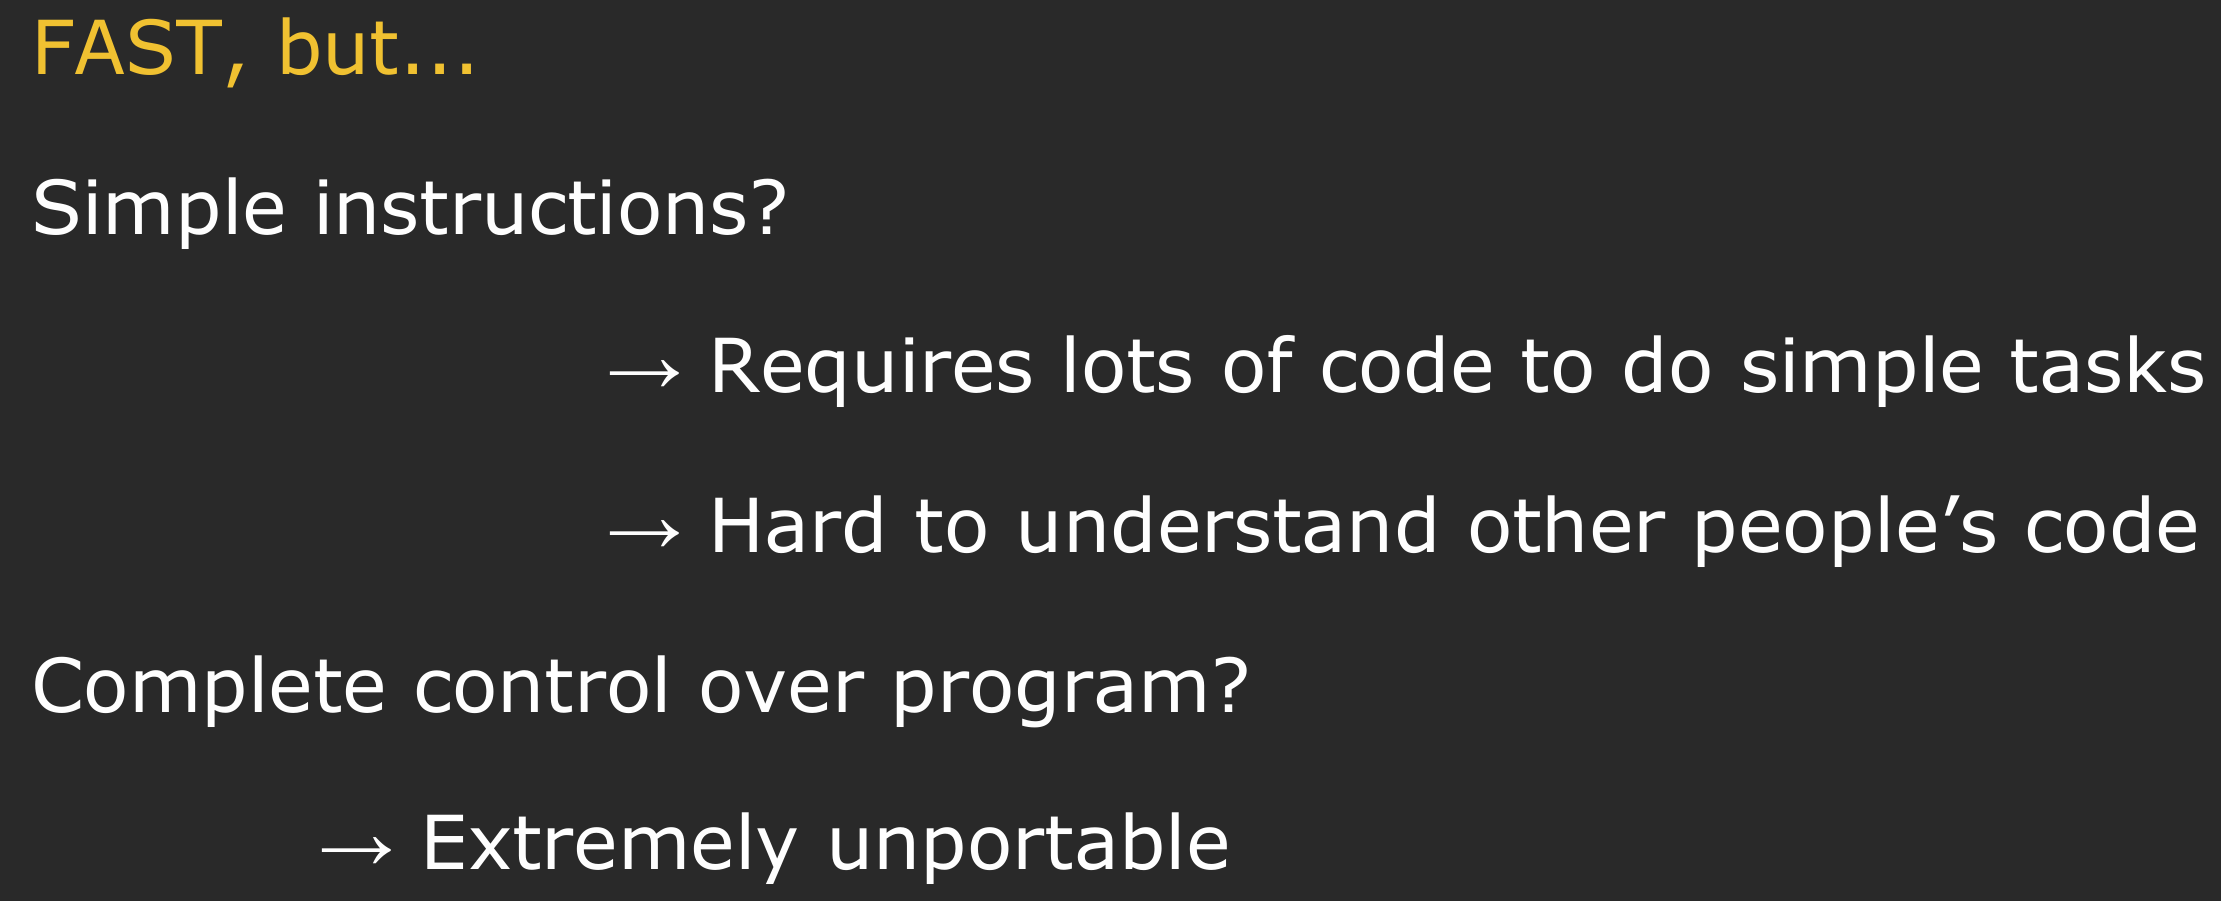 FAST, but...
Simple instructions?
→ Requires lots of code to do simple tasks
→ Hard to understand other people’s code
Complete control over program?
→ Extremely unportable